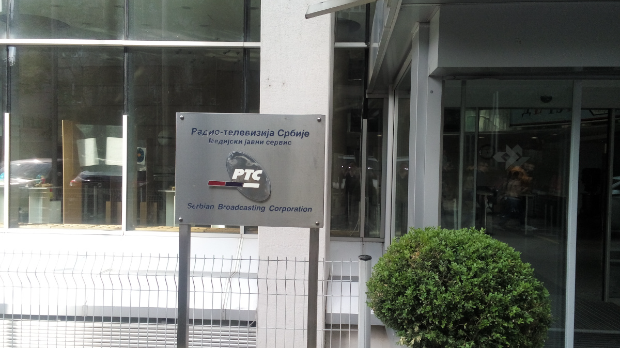 Радио-телевизија Србије
Медијски јавни сервис
РТС
Serbian Broadcasting Corporation